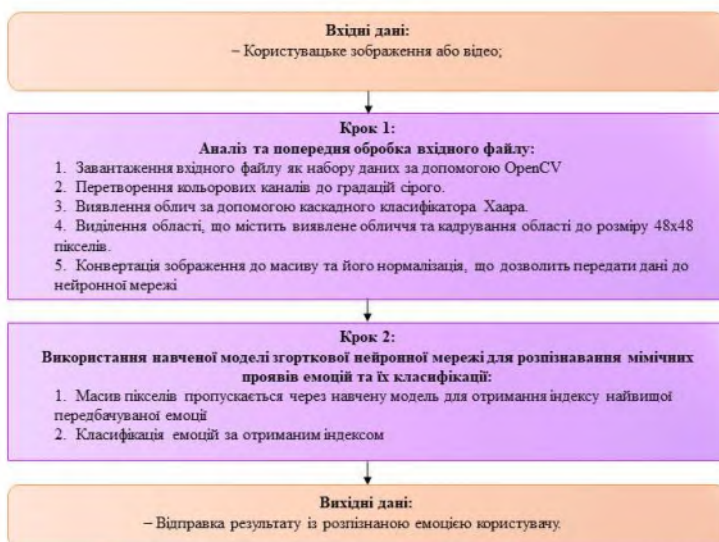 Вхідні дані:
– Користувацьке зображення або відео;
Крок 1:
Аналіз та попередня обробка вхідного файлу:
1. Завантаження вхідного файлу як набору даних за допомогою OpenCV
2. Перетворення кольорових каналів до градацій сірого.
3. Виявлення облич за допомогою каскадного класифікатора Хаара.
4. Виділення області, що містить виявлене обличчя та кадрування області до розміру 48х48
пікселів.
5. Конвертація зображення до масиву та його нормалізація, що дозволить передати дані до
нейронної мережі
Крок 2:
Використання навченої моделі згорткової нейронної мережі для розпізнавання мімічних
проявів емоцій та їх класифікації:
1. Масив пікселів пропускається через навчену модель для отримання індексу найвищої
передбачуваної емоції
2. Класифікація емоцій за отриманим індексом
Вихідні дані:
– Відправка результату із розпізнаною емоцією користувачу.